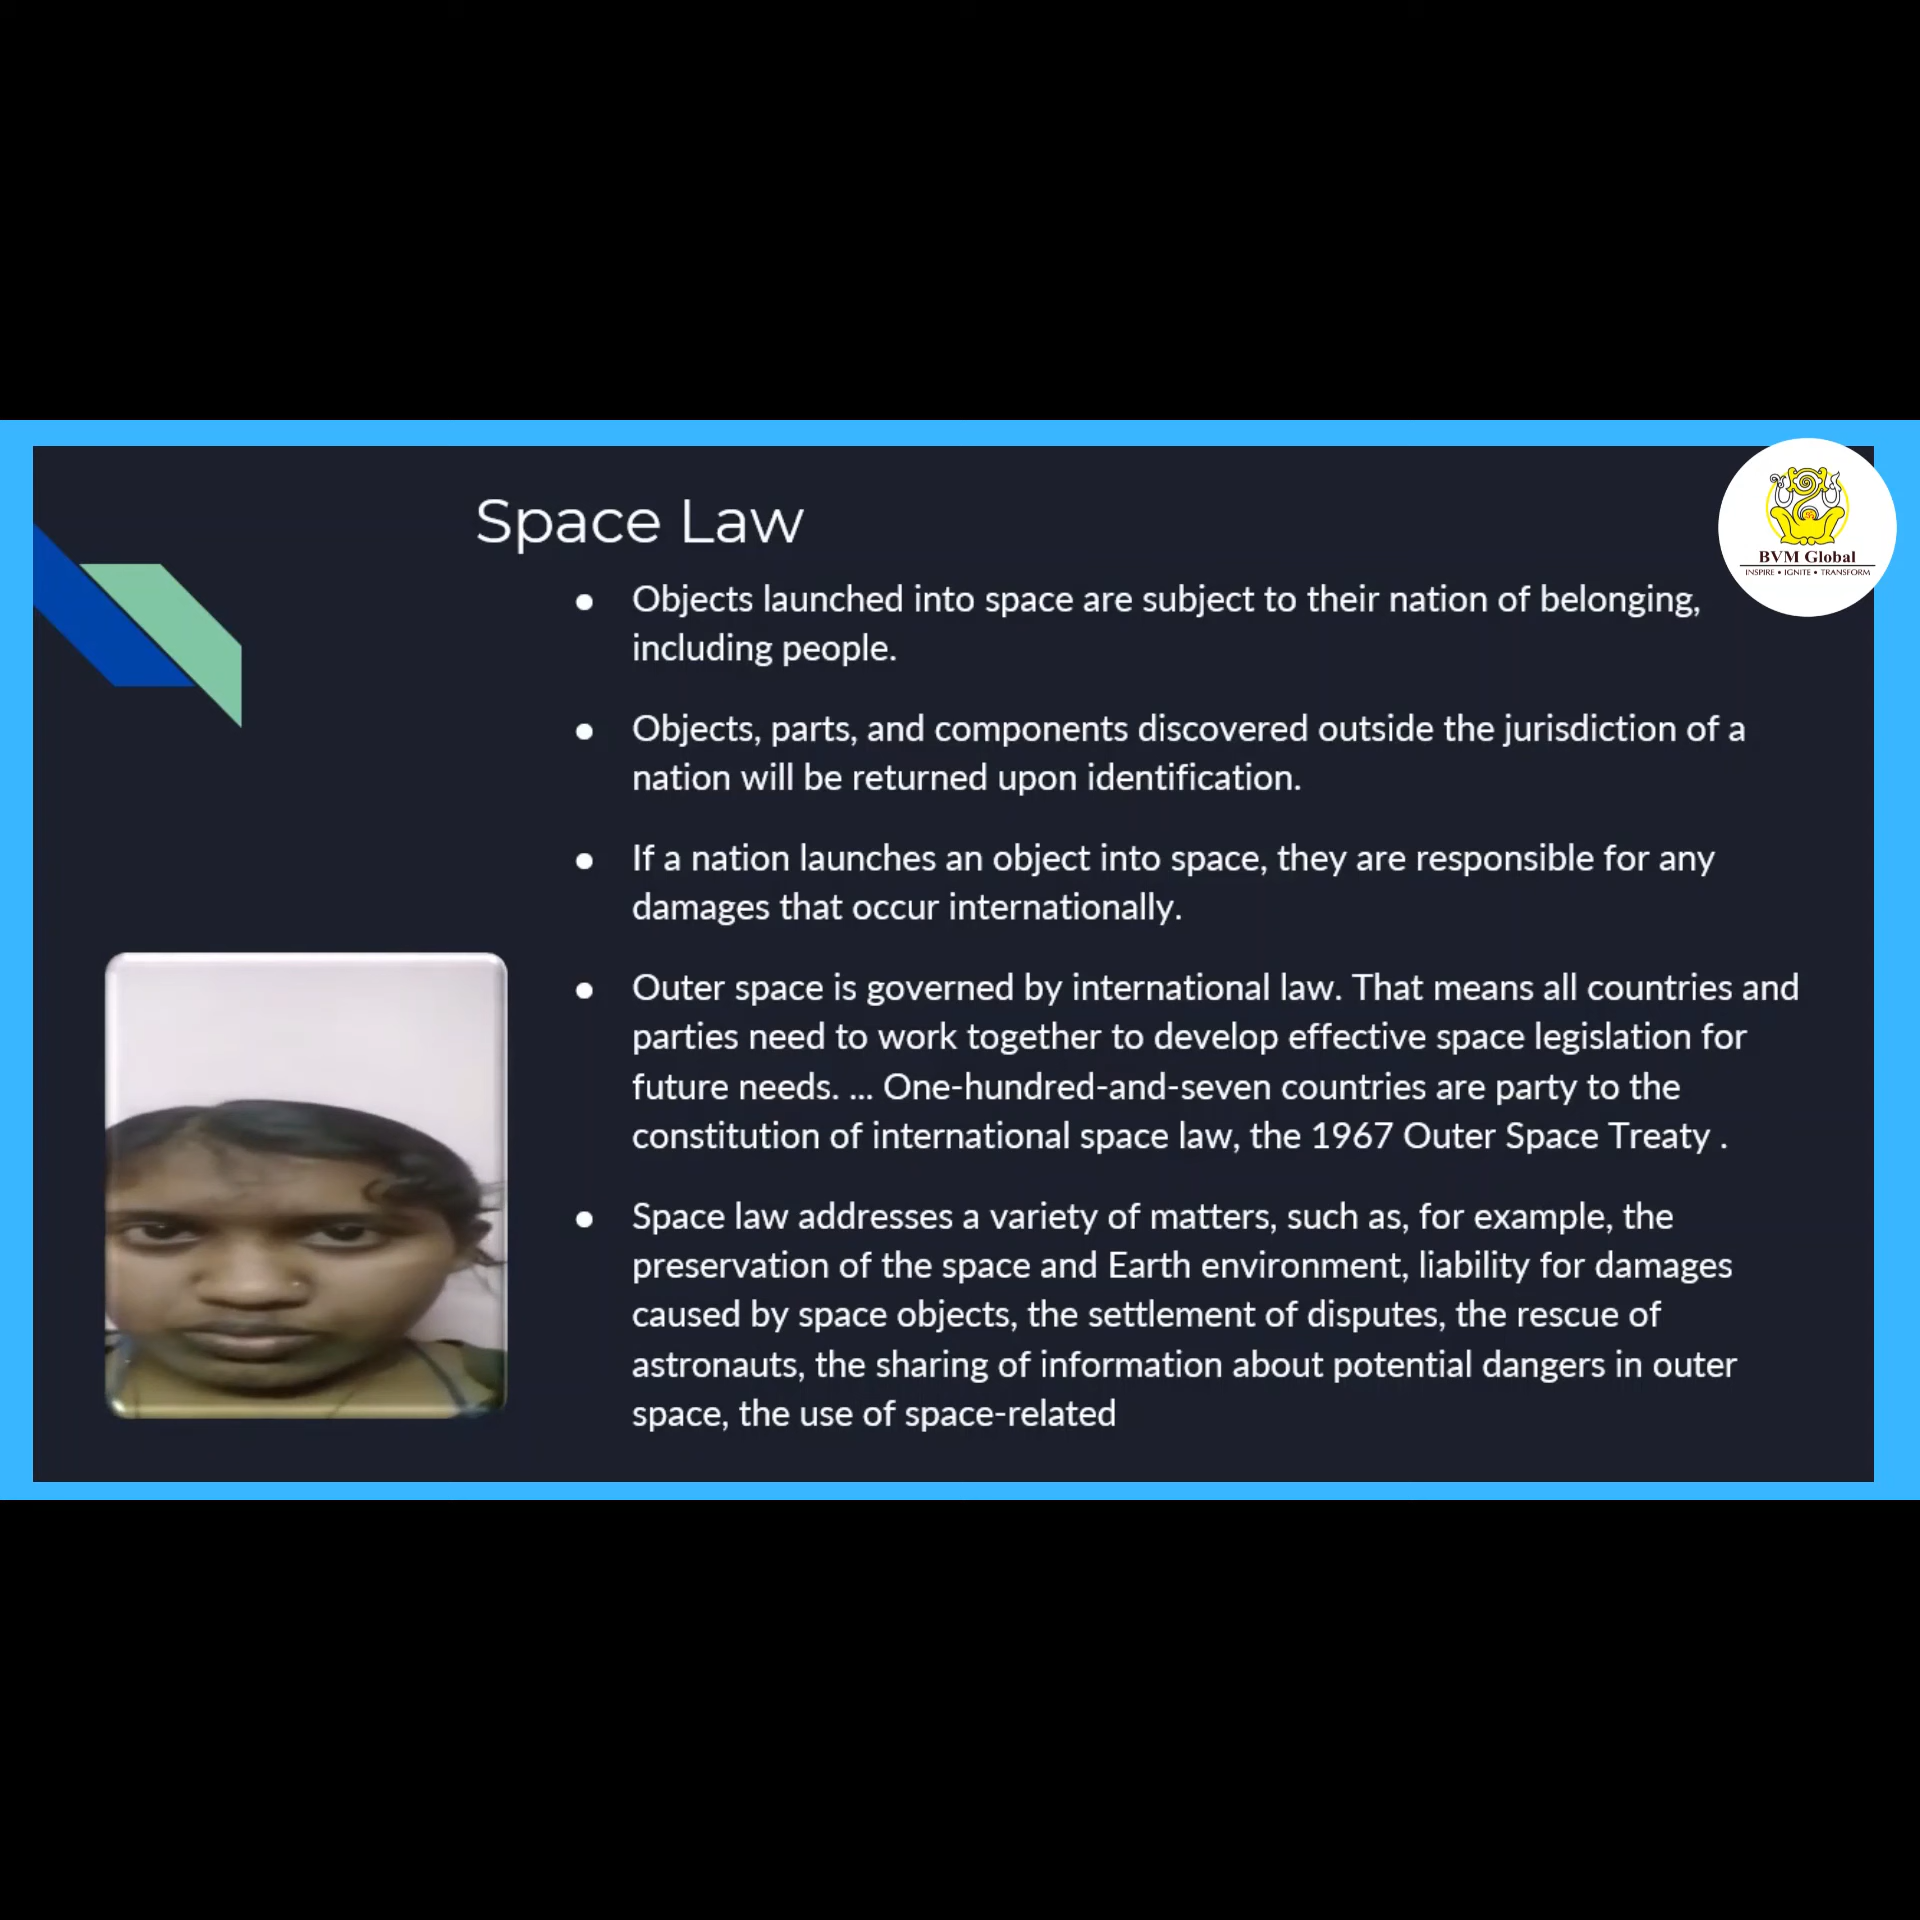 Space Law
BVM Global
INSPIRE • IGNITE • TRANSFORM
● Objects launched into space are subject to their nation of belonging,
including people.
● Objects, parts, and components discovered outside the jurisdiction of a
nation will be returned upon identification.
● If a nation launches an object into space, they are responsible for any
damages that occur internationally.
● Outer space is governed by international law. That means all countries and
parties need to work together to develop effective space legislation for
future needs. ... One-hundred-and-seven countries are party to the
constitution of international space law, the 1967 Outer Space Treaty .
● Space law addresses a variety of matters, such as, for example, the
preservation of the space and Earth environment, liability for damages
caused by space objects, the settlement of disputes, the rescue of
astronauts, the sharing of information about potential dangers in outer
space, the use of space-related